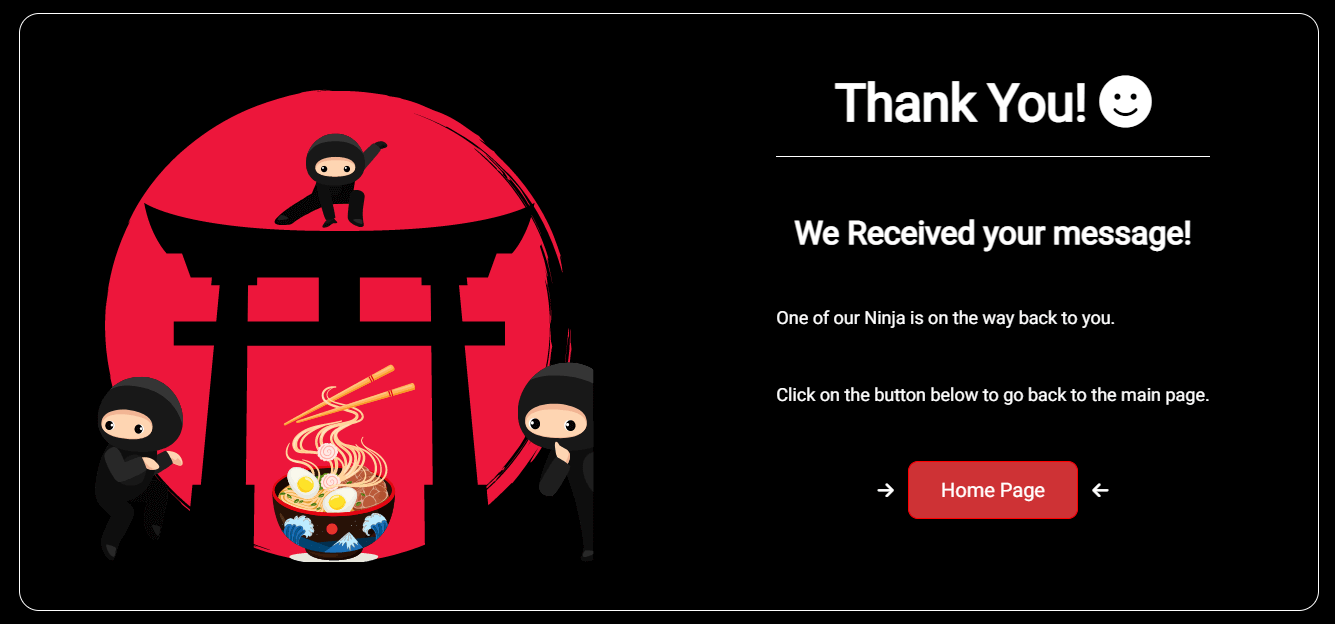 Thank You!
We Received your message!
One of our Ninja is on the way back to you.
Click on the button below to go back to the main page.
Home Page